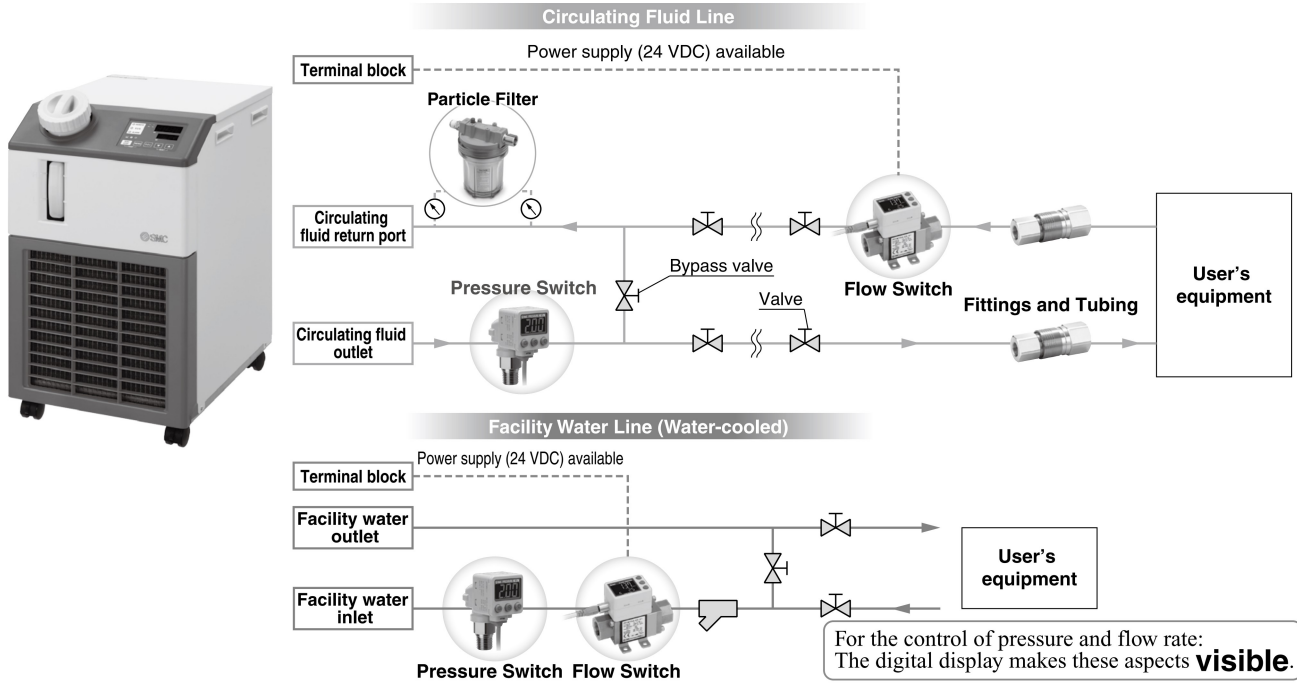 Circulating Fluid Line
Power supply (24 VDC) available
Terminal block
Particle Filter
Circulating
fluid return port
SMC
Bypass valve
Pressure Switch
Flow Switch
Valve
Fittings and Tubing
User's
equipment
Circulating fluid
outlet
200
Facility Water Line (Water-cooled)
Power supply (24 VDC) available
Terminal block
Facility water
outlet
User's
equipment
Facility water
inlet
200
Pressure Switch
Flow Switch
For the control of pressure and flow rate:
The digital display makes these aspects visible.